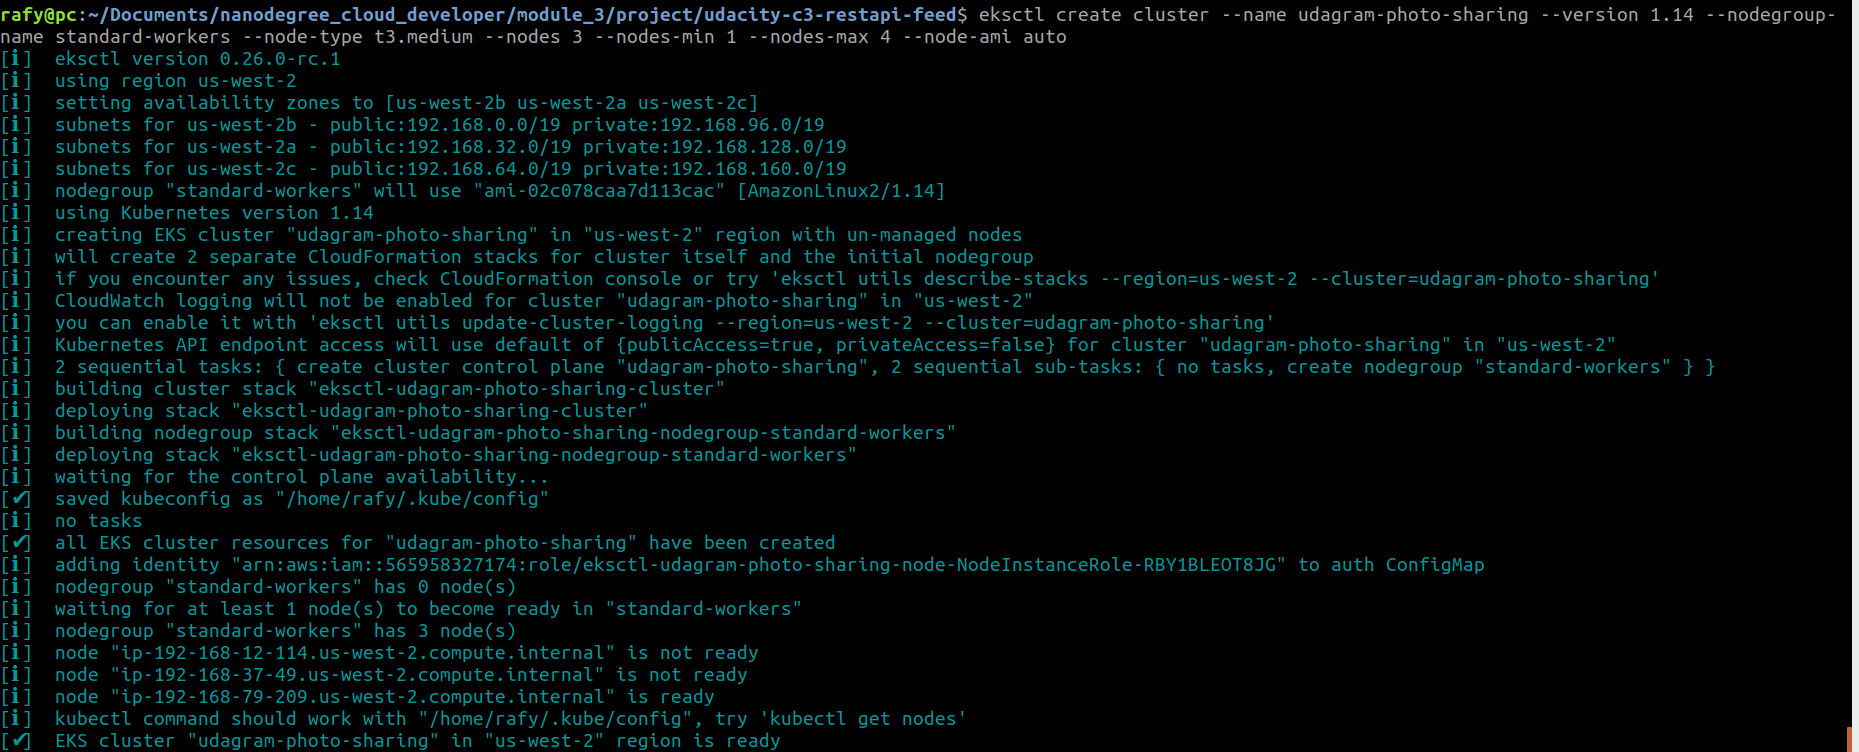 rafy@pc:~/Documents/nanodegree_cloud_developer/module_3/project/udacity-c3-restapi-feed$ eksctl create cluster --name udagram-photo-sharing --version 1.14 --nodegroup-
name standard-workers --node-type t3.medium --nodes 3 --nodes-min 1 --nodes-max 4 --node-ami auto
[ℹ]  eksctl version 0.26.0-rc.1
[ℹ]  using region us-west-2
[ℹ]  setting availability zones to [us-west-2b us-west-2a us-west-2c]
[ℹ]  subnets for us-west-2b - public:192.168.0.0/19 private:192.168.96.0/19
[ℹ]  subnets for us-west-2a - public:192.168.32.0/19 private:192.168.128.0/19
[ℹ]  subnets for us-west-2c - public:192.168.64.0/19 private:192.168.160.0/19
[ℹ]  nodegroup "standard-workers" will use "ami-02c078caa7d113cac" [AmazonLinux2/1.14]
[ℹ]  using Kubernetes version 1.14
[ℹ]  creating EKS cluster "udagram-photo-sharing" in "us-west-2" region with un-managed nodes
[ℹ]  will create 2 separate CloudFormation stacks for cluster itself and the initial nodegroup
[ℹ]  if you encounter any issues, check CloudFormation console or try 'eksctl utils describe-stacks --region=us-west-2 --cluster=udagram-photo-sharing'
[ℹ]  CloudWatch logging will not be enabled for cluster "udagram-photo-sharing" in "us-west-2"
[ℹ]  you can enable it with 'eksctl utils update-cluster-logging --region=us-west-2 --cluster=udagram-photo-sharing'
[ℹ]  Kubernetes API endpoint access will use default of {publicAccess=true, privateAccess=false} for cluster "udagram-photo-sharing" in "us-west-2"
[ℹ]  2 sequential tasks: { create cluster control plane "udagram-photo-sharing", 2 sequential sub-tasks: { no tasks, create nodegroup "standard-workers" } }
[ℹ]  building cluster stack "eksctl-udagram-photo-sharing-cluster"
[ℹ]  deploying stack "eksctl-udagram-photo-sharing-cluster"
[ℹ]  building nodegroup stack "eksctl-udagram-photo-sharing-nodegroup-standard-workers"
[ℹ]  deploying stack "eksctl-udagram-photo-sharing-nodegroup-standard-workers"
[ℹ]  waiting for the control plane availability...
[✔]  saved kubeconfig as "/home/rafy/.kube/config"
[ℹ]  no tasks
[✔]  all EKS cluster resources for "udagram-photo-sharing" have been created
[ℹ]  adding identity "arn:aws:iam::565958327174:role/eksctl-udagram-photo-sharing-node-NodeInstanceRole-RBY1BLEOT8JG" to auth ConfigMap
[ℹ]  nodegroup "standard-workers" has 0 node(s)
[ℹ]  waiting for at least 1 node(s) to become ready in "standard-workers"
[ℹ]  nodegroup "standard-workers" has 3 node(s)
[ℹ]  node "ip-192-168-12-114.us-west-2.compute.internal" is not ready
[ℹ]  node "ip-192-168-37-49.us-west-2.compute.internal" is not ready
[ℹ]  node "ip-192-168-79-209.us-west-2.compute.internal" is ready
[ℹ]  kubectl command should work with "/home/rafy/.kube/config", try 'kubectl get nodes'
[✔]  EKS cluster "udagram-photo-sharing" in "us-west-2" region is ready